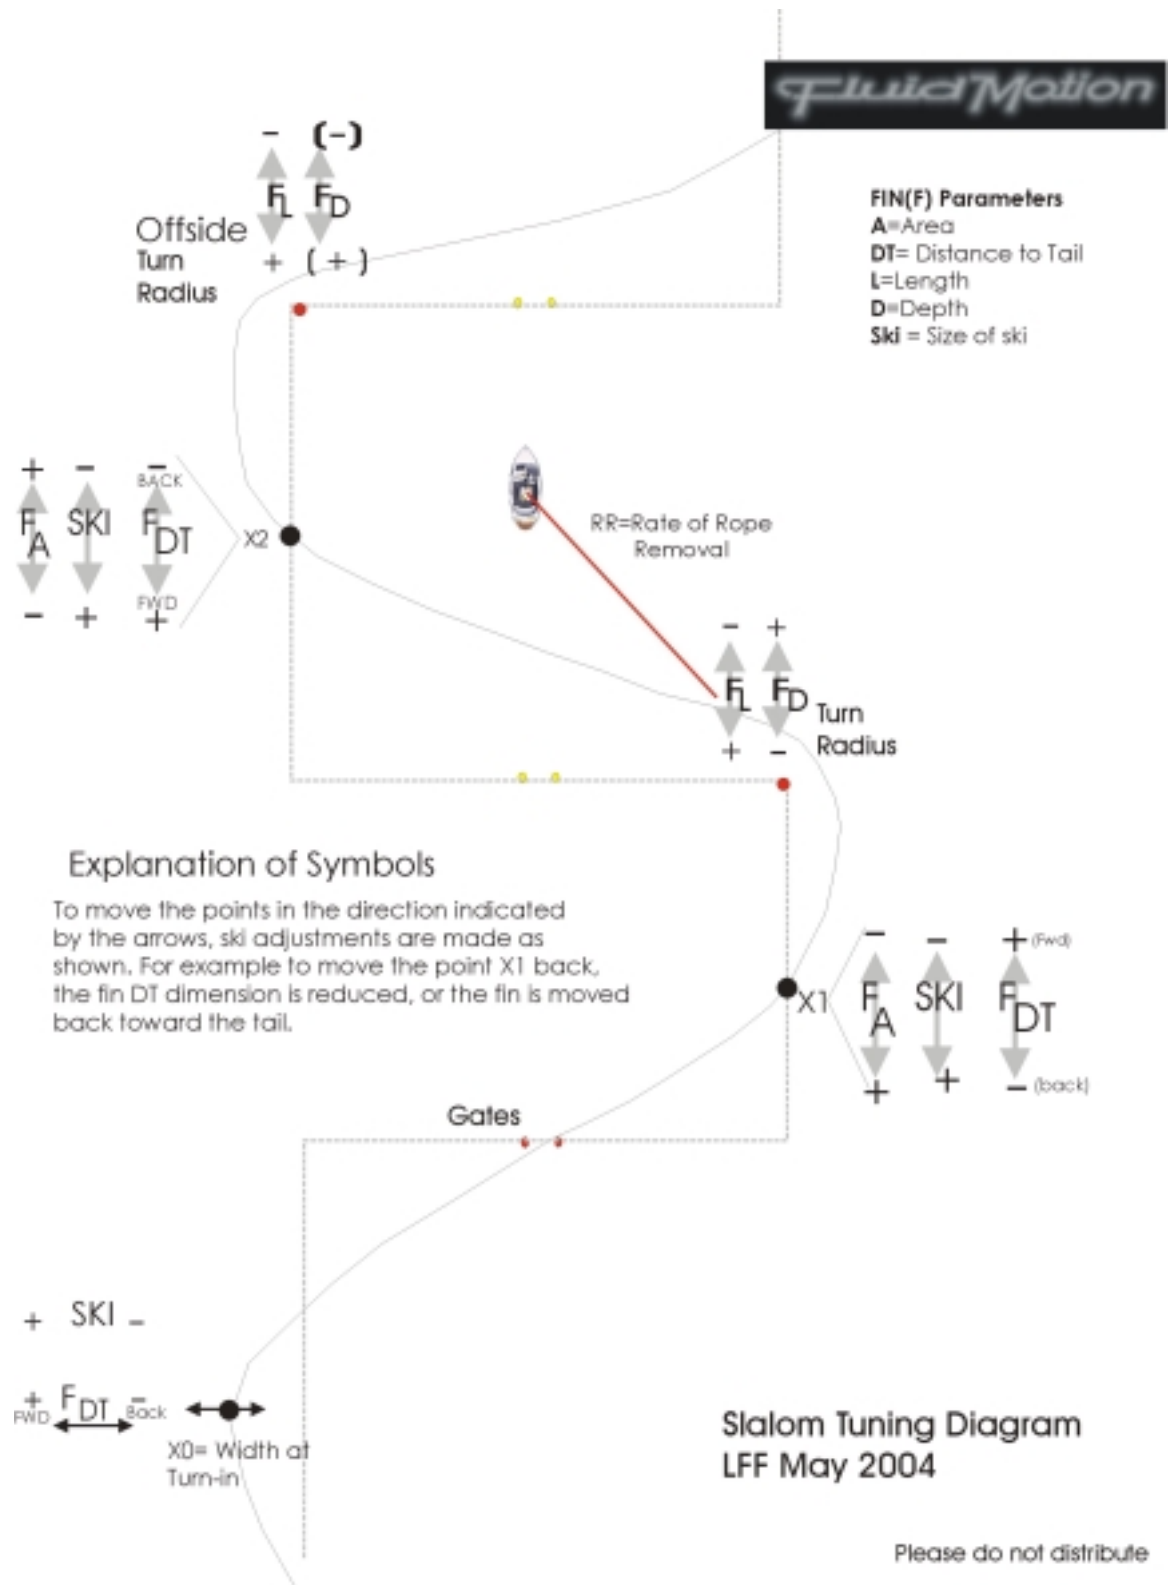 Fluid Motion
- (-)
FL FD
Offside
Turn
Radius
+ ( + )
FIN(F) Parameters
A=Area
DT= Distance to Tail
L=Length
D=Depth
Ski = Size of ski
+ - -
BACK
FA SKI FDT
X2
FWD
- + +
RR=Rate of Rope
Removal
- +
FL FD
Turn
Radius
+ -
Explanation of Symbols
To move the points in the direction indicated
by the arrows, ski adjustments are made as
shown. For example to move the point X1 back,
the fin DT dimension is reduced, or the fin is moved
back toward the tail.
- - + (Fwd)
X1
FA SKI FDT
+ + - (back)
Gates
+ SKI -
+ FDT -
FWD Back
X0= Width at
Turn-in
Slalom Tuning Diagram
LFF May 2004
Please do not distribute